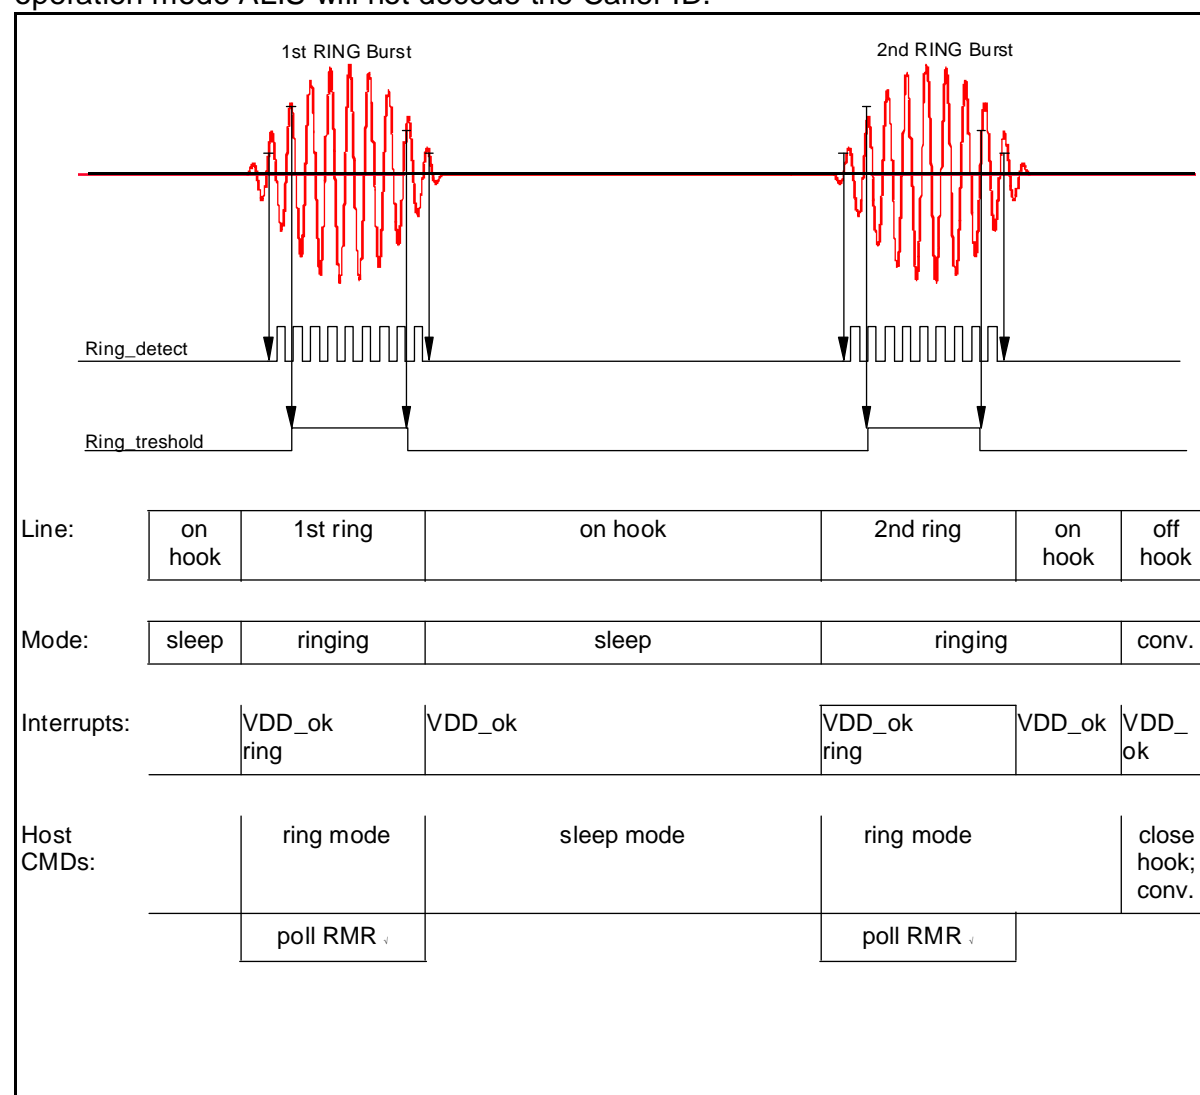 operation mode ALIS will not decode the Caller ID.
1st RING Burst
2nd RING Burst
Ring_detect
Ring_treshold
Line:
on
hook
1st ring
on hook
2nd ring
on
hook
off
hook
Mode:
sleep
ringing
sleep
ringing
conv.
Interrupts:
VDD_ok
ring
VDD_ok
VDD_ok
ring
VDD_ok
VDD_
ok
Host
CMDs:
ring mode
sleep mode
ring mode
close
hook;
conv.
poll RMR √
poll RMR √